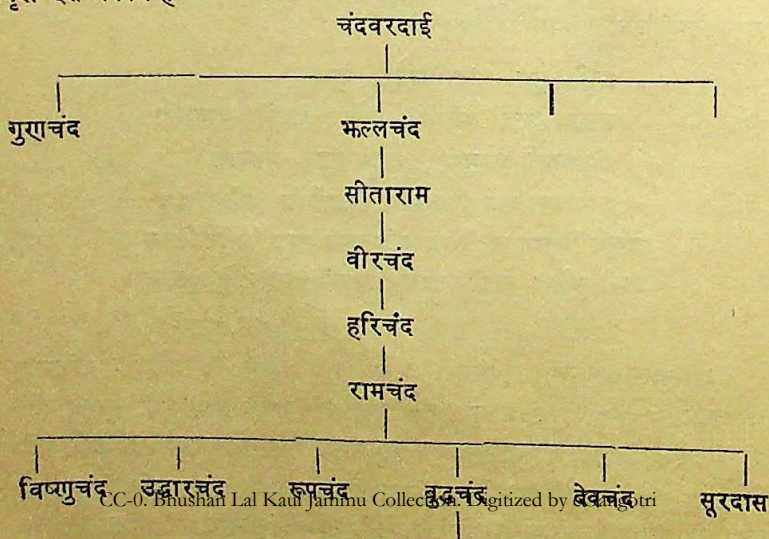 चंदवरदाई
गुणचंद झल्लचंद
सीताराम
वीरचंद
हरिचंद
रामचंद
विष्णुचंद उद्धारचंद रूपचंद बुद्धचंद्र देवचंद्र सूरदास
CC-0. Bhushan Lal Kaul Jammu Collection. Digitized by eGangotri